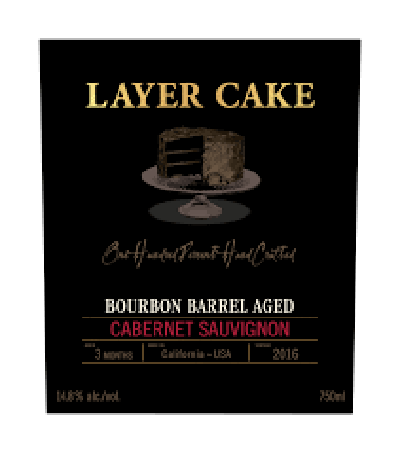 LAYER CAKE
One Hundred Percent Hand Crafted
BOURBON BARREL AGED
CABERNET SAUVIGNON
3 MONTHS California – USA 2016
14.8% alc./vol. 750ml